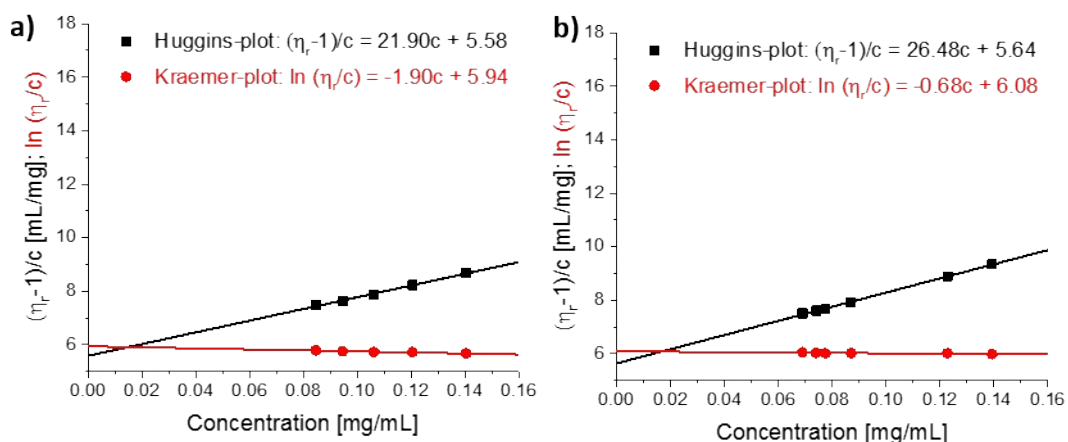 a)
18
16
14
12
10
8
6
0.00 0.02 0.04 0.06 0.08 0.10 0.12 0.14 0.16
(ηr-1)/c [mL/mg]; ln (ηr/c)
Concentration [mg/mL]
Huggins-plot: (ηr-1)/c = 21.90c + 5.58
Kraemer-plot: ln (ηr/c) = -1.90c + 5.94
b)
18
16
14
12
10
8
6
0.00 0.02 0.04 0.06 0.08 0.10 0.12 0.14 0.16
(ηr-1)/c [mL/mg]; ln (ηr/c)
Concentration [mg/mL]
Huggins-plot: (ηr-1)/c = 26.48c + 5.64
Kraemer-plot: ln (ηr/c) = -0.68c + 6.08